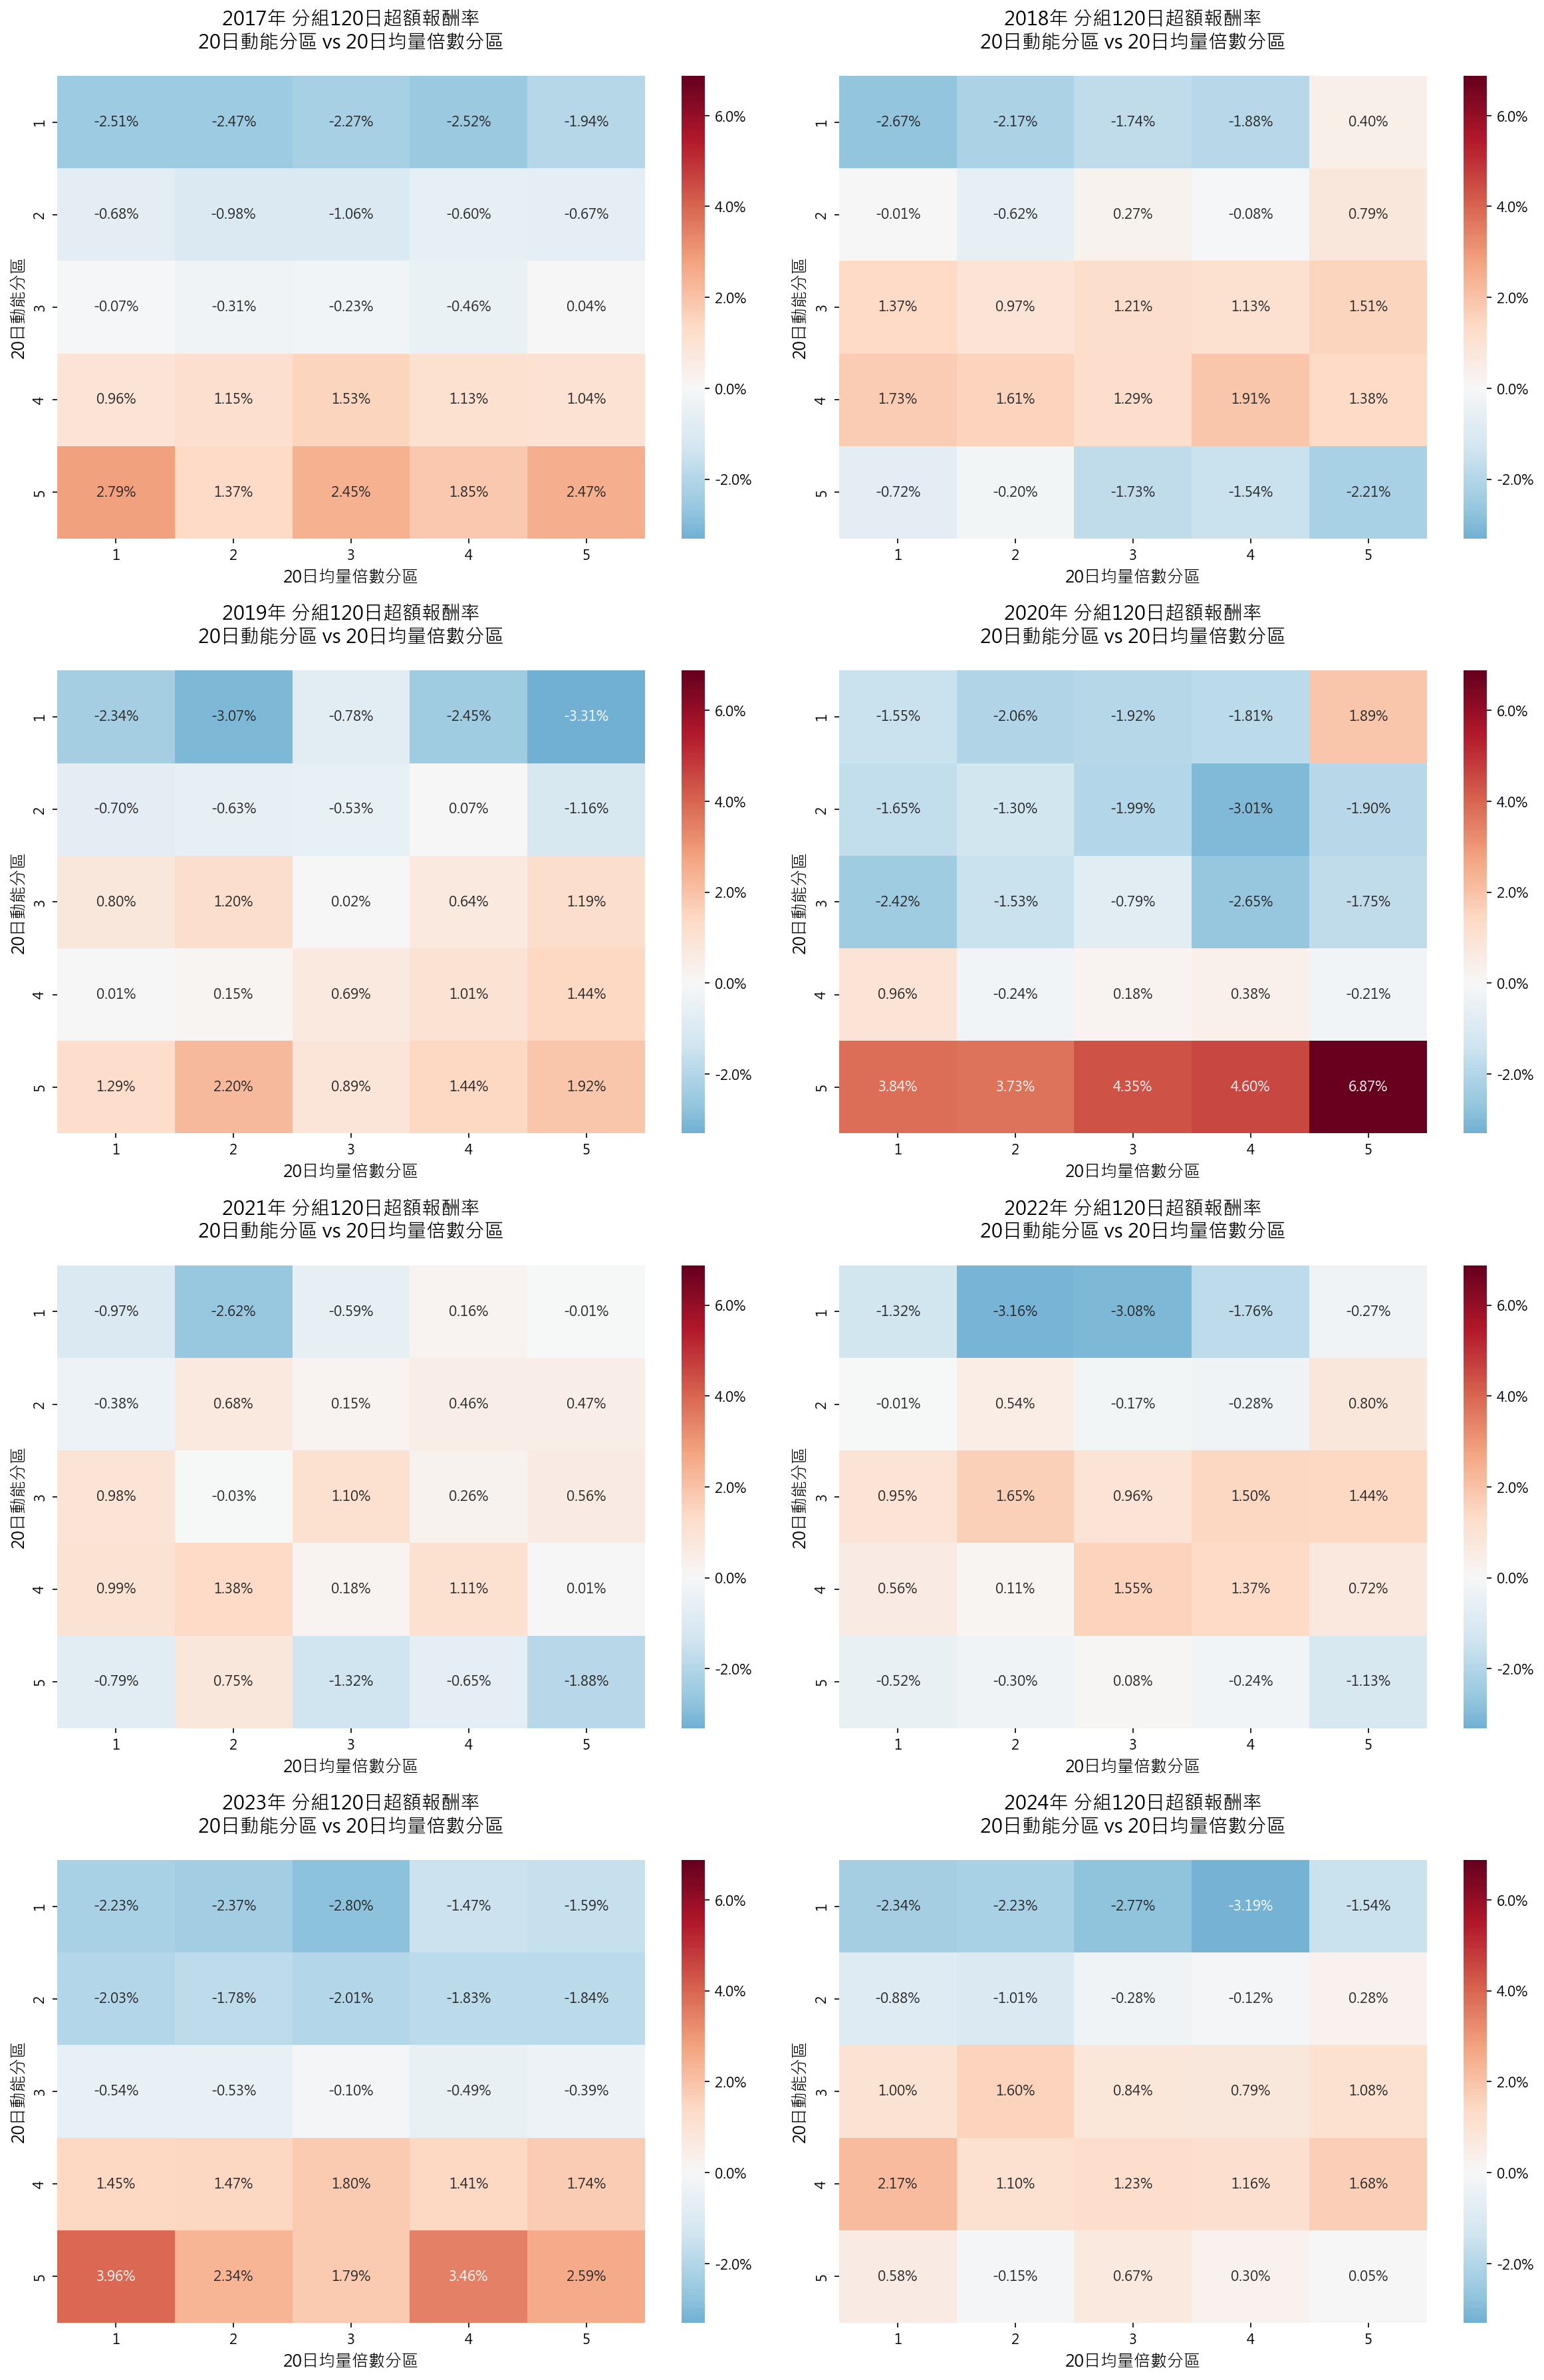 2017年 分組120日超額報酬率
20日動能分區 vs 20日均量倍數分區
20日動能分區
1 -2.51% -2.47% -2.27% -2.52% -1.94%
2 -0.68% -0.98% -1.06% -0.60% -0.67%
3 -0.07% -0.31% -0.23% -0.46% 0.04%
4 0.96% 1.15% 1.53% 1.13% 1.04%
5 2.79% 1.37% 2.45% 1.85% 2.47%
1 2 3 4 5
20日均量倍數分區
6.0%
4.0%
2.0%
0.0%
-2.0%
2018年 分組120日超額報酬率
20日動能分區 vs 20日均量倍數分區
20日動能分區
1 -2.67% -2.17% -1.74% -1.88% 0.40%
2 -0.01% -0.62% 0.27% -0.08% 0.79%
3 1.37% 0.97% 1.21% 1.13% 1.51%
4 1.73% 1.61% 1.29% 1.91% 1.38%
5 -0.72% -0.20% -1.73% -1.54% -2.21%
1 2 3 4 5
20日均量倍數分區
6.0%
4.0%
2.0%
0.0%
-2.0%
2019年 分組120日超額報酬率
20日動能分區 vs 20日均量倍數分區
20日動能分區
1 -2.34% -3.07% -0.78% -2.45% -3.31%
2 -0.70% -0.63% -0.53% 0.07% -1.16%
3 0.80% 1.20% 0.02% 0.64% 1.19%
4 0.01% 0.15% 0.69% 1.01% 1.44%
5 1.29% 2.20% 0.89% 1.44% 1.92%
1 2 3 4 5
20日均量倍數分區
6.0%
4.0%
2.0%
0.0%
-2.0%
2020年 分組120日超額報酬率
20日動能分區 vs 20日均量倍數分區
20日動能分區
1 -1.55% -2.06% -1.92% -1.81% 1.89%
2 -1.65% -1.30% -1.99% -3.01% -1.90%
3 -2.42% -1.53% -0.79% -2.65% -1.75%
4 0.96% -0.24% 0.18% 0.38% -0.21%
5 3.84% 3.73% 4.35% 4.60% 6.87%
1 2 3 4 5
20日均量倍數分區
6.0%
4.0%
2.0%
0.0%
-2.0%
2021年 分組120日超額報酬率
20日動能分區 vs 20日均量倍數分區
20日動能分區
1 -0.97% -2.62% -0.59% 0.16% -0.01%
2 -0.38% 0.68% 0.15% 0.46% 0.47%
3 0.98% -0.03% 1.10% 0.26% 0.56%
4 0.99% 1.38% 0.18% 1.11% 0.01%
5 -0.79% 0.75% -1.32% -0.65% -1.88%
1 2 3 4 5
20日均量倍數分區
6.0%
4.0%
2.0%
0.0%
-2.0%
2022年 分組120日超額報酬率
20日動能分區 vs 20日均量倍數分區
20日動能分區
1 -1.32% -3.16% -3.08% -1.76% -0.27%
2 -0.01% 0.54% -0.17% -0.28% 0.80%
3 0.95% 1.65% 0.96% 1.50% 1.44%
4 0.56% 0.11% 1.55% 1.37% 0.72%
5 -0.52% -0.30% 0.08% -0.24% -1.13%
1 2 3 4 5
20日均量倍數分區
6.0%
4.0%
2.0%
0.0%
-2.0%
2023年 分組120日超額報酬率
20日動能分區 vs 20日均量倍數分區
20日動能分區
1 -2.23% -2.37% -2.80% -1.47% -1.59%
2 -2.03% -1.78% -2.01% -1.83% -1.84%
3 -0.54% -0.53% -0.10% -0.49% -0.39%
4 1.45% 1.47% 1.80% 1.41% 1.74%
5 3.96% 2.34% 1.79% 3.46% 2.59%
1 2 3 4 5
20日均量倍數分區
6.0%
4.0%
2.0%
0.0%
-2.0%
2024年 分組120日超額報酬率
20日動能分區 vs 20日均量倍數分區
20日動能分區
1 -2.34% -2.23% -2.77% -3.19% -1.54%
2 -0.88% -1.01% -0.28% -0.12% 0.28%
3 1.00% 1.60% 0.84% 0.79% 1.08%
4 2.17% 1.10% 1.23% 1.16% 1.68%
5 0.58% -0.15% 0.67% 0.30% 0.05%
1 2 3 4 5
20日均量倍數分區
6.0%
4.0%
2.0%
0.0%
-2.0%